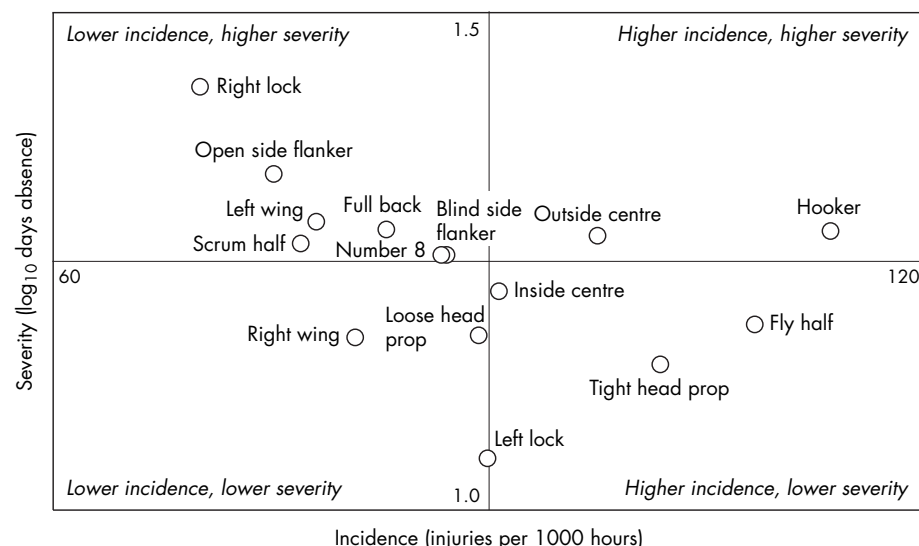 Lower incidence, higher severity
1.5
Higher incidence, higher severity
Right lock
Open side flanker
Left wing
Full back
Blind side
flanker
Outside centre
Hooker
Scrum half
Number 8
60
120
Severity (log10 days absence)
Inside centre
Right wing
Loose head
prop
Fly half
Tight head prop
Left lock
Lower incidence, lower severity
1.0
Higher incidence, lower severity
Incidence (injuries per 1000 hours)